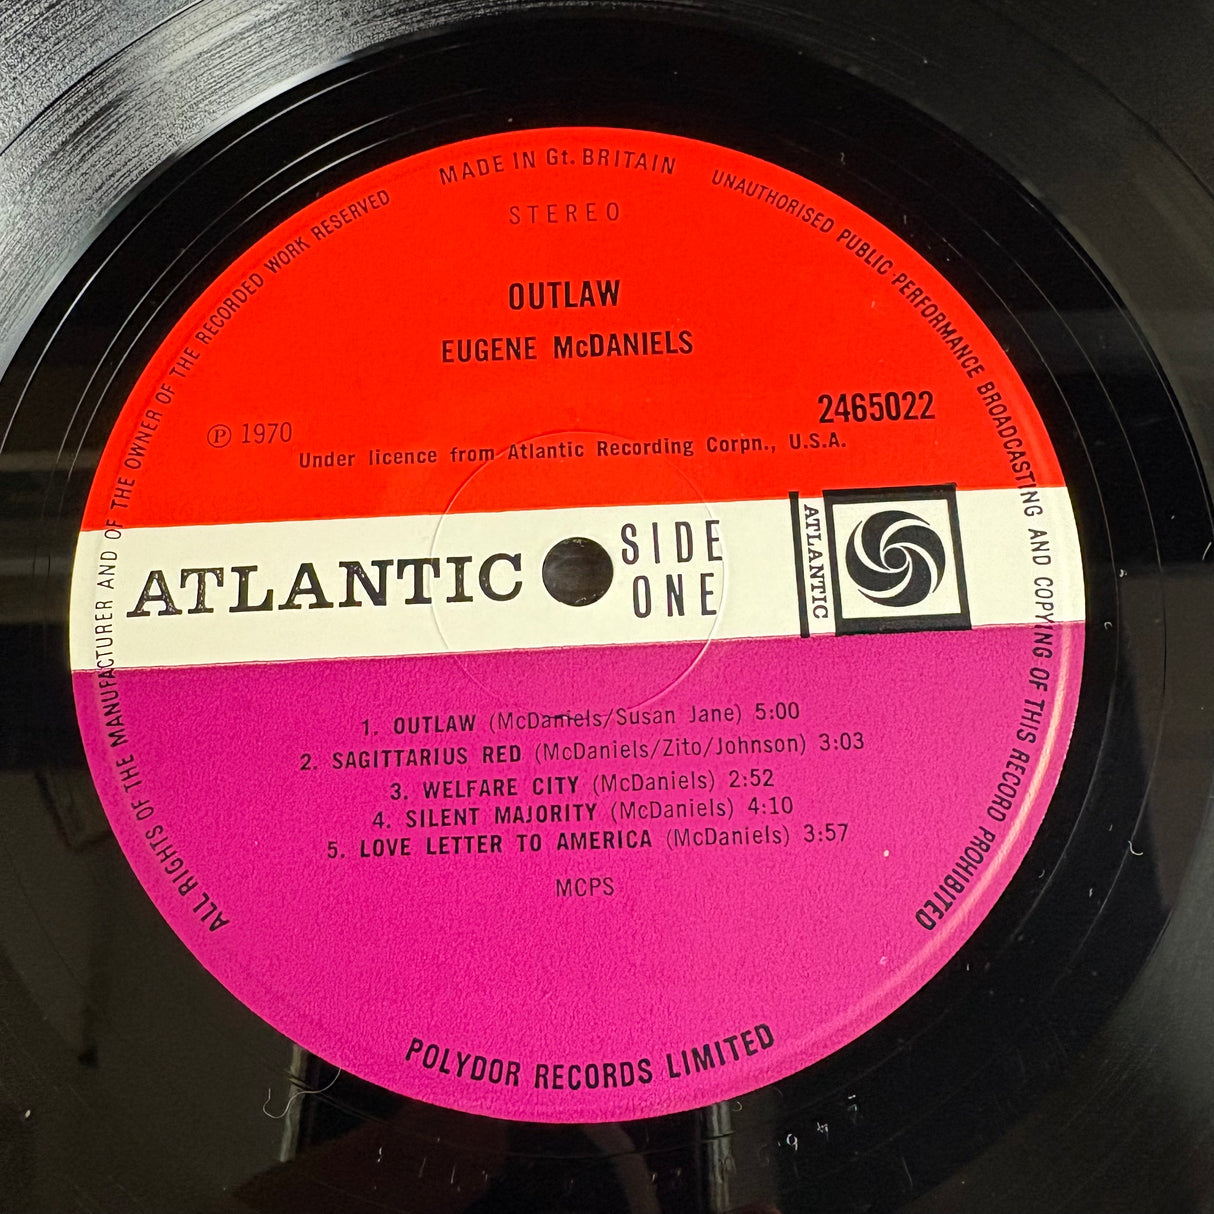 MADE IN Gt. BRITAIN
UNAUTHORISED PUBLIC PERFORMANCE BROADCASTING AND COPYING OF THIS RECORD PROHIBITED
ALL RIGHTS OF THE MANUFACTURER AND OF THE OWNER OF THE RECORDED WORK RESERVED
STEREO
OUTLAW
EUGENE McDANIELS
2465022
℗ 1970
Under licence from Atlantic Recording Corpn., U.S.A.
ATLANTIC
SIDE
ONE
ATLANTIC
1. OUTLAW (McDaniels/Susan Jane) 5:00
2. SAGITTARIUS RED (McDaniels/Zito/Johnson) 3:03
3. WELFARE CITY (McDaniels) 2:52
4. SILENT MAJORITY (McDaniels) 4:10
5. LOVE LETTER TO AMERICA (McDaniels) 3:57
MCPS
POLYDOR RECORDS LIMITED